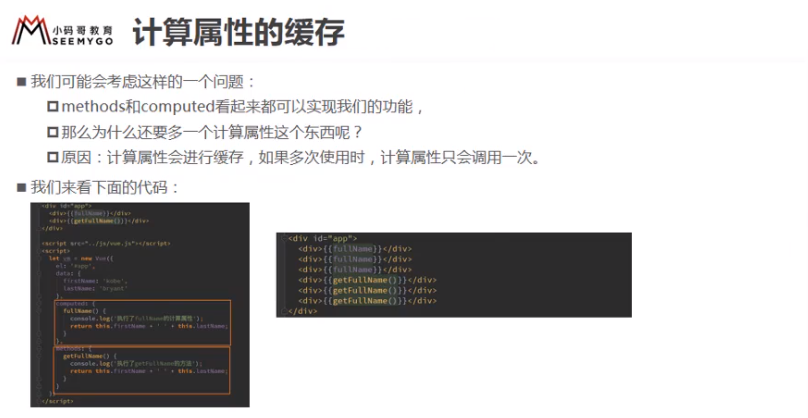 小码哥教育
SEEMYGO
计算属性的缓存
我们可能会考虑这样的一个问题：
methods和computed看起来都可以实现我们的功能，
那么为什么还要多一个计算属性这个东西呢？
原因：计算属性会进行缓存，如果多次使用时，计算属性只会调用一次。
我们来看下面的代码：
<div id="app">
<div>{{fullName}}</div>
<div>{{getFullName()}}</div>
</div>
<script src="../js/vue.js"></script>
<script>
let vm = new Vue({
el: '#app',
data: {
firstName: 'kobe',
lastName: 'bryant'
},
computed: {
fullName() {
console.log('执行了fullName的计算属性');
return this.firstName + ' ' + this.lastName;
}
},
methods: {
getFullName() {
console.log('执行了getFullName的方法');
return this.firstName + ' ' + this.lastName;
}
}
})
</script>
<div id="app">
<div>{{fullName}}</div>
<div>{{fullName}}</div>
<div>{{fullName}}</div>
<div>{{getFullName()}}</div>
<div>{{getFullName()}}</div>
<div>{{getFullName()}}</div>
</div>